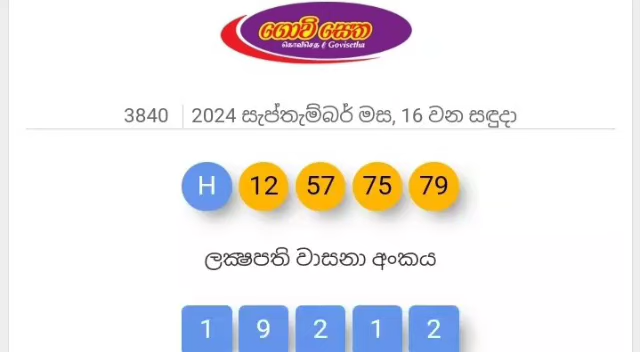 ගොවි සෙත
கொவிசெத Govisetha
3840 2024 සැප්තැම්බර් මස, 16 වන සඳුදා
H 12 57 75 79
ලක්‍ෂපති වාසනා අංකය
1 9 2 1 2